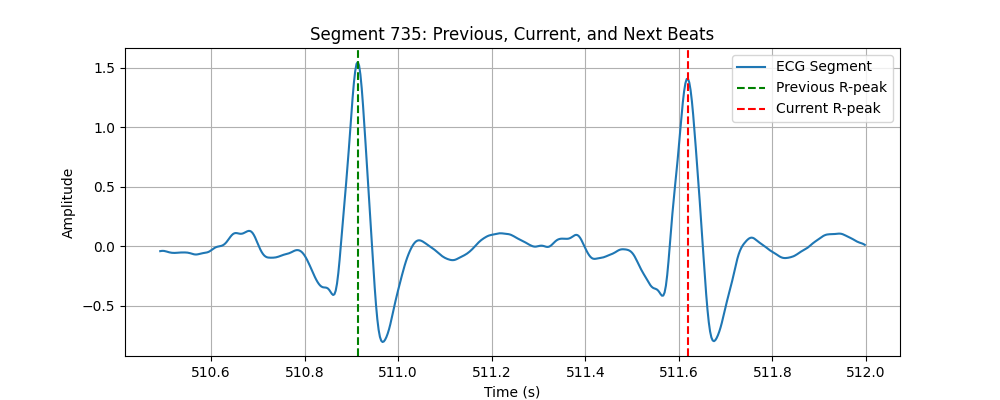 Segment 735: Previous, Current, and Next Beats
ECG Segment
Previous R-peak
Current R-peak
Amplitude
1.5
1.0
0.5
0.0
−0.5
510.6 510.8 511.0 511.2 511.4 511.6 511.8 512.0
Time (s)